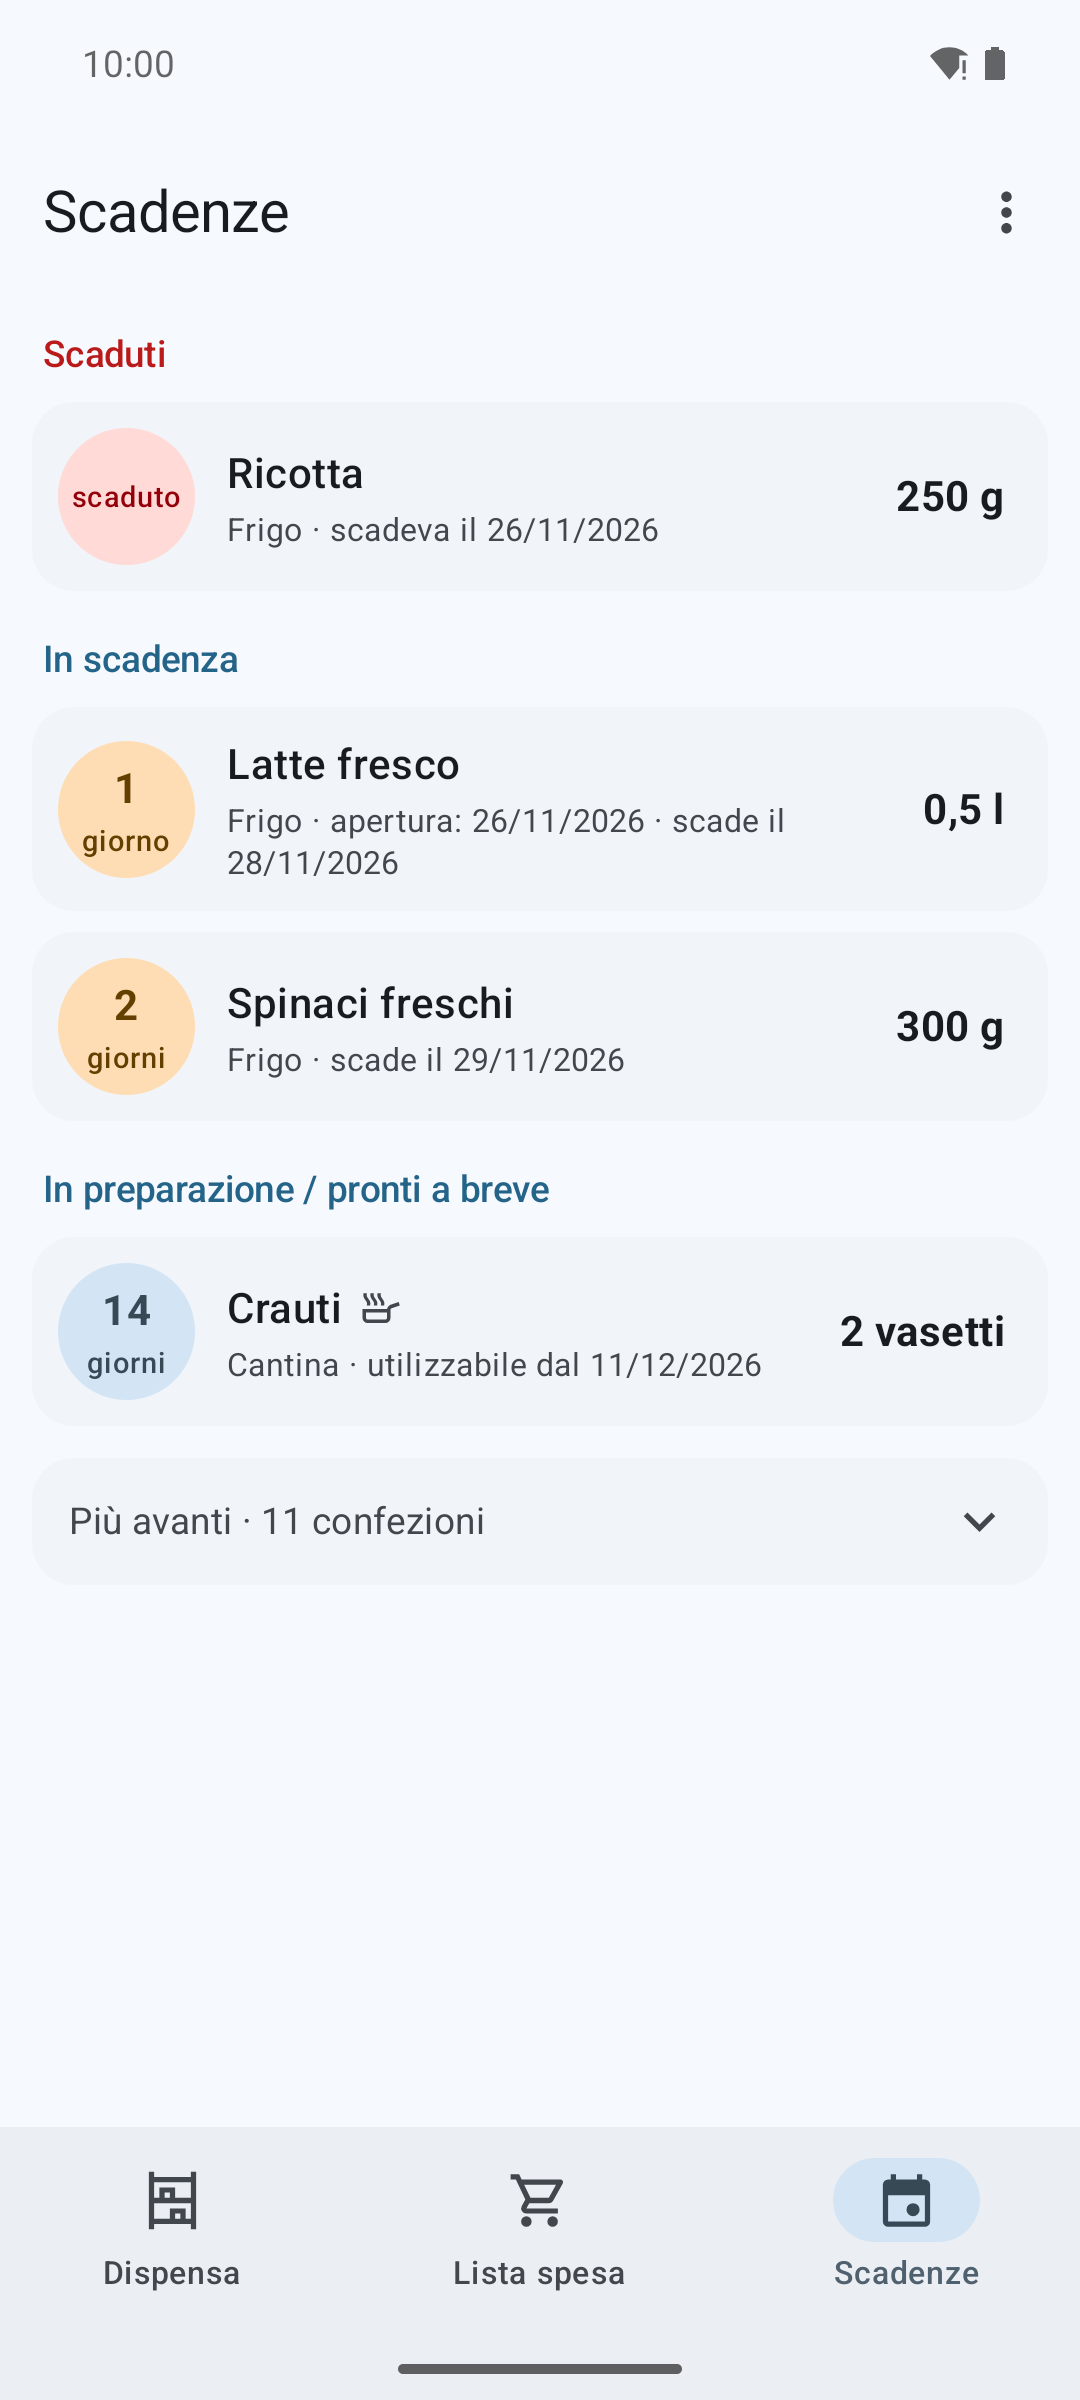 10:00
Scadenze
Scaduti
scaduto
Ricotta
Frigo · scadeva il 26/11/2026
250 g
In scadenza
1
giorno
Latte fresco
Frigo · apertura: 26/11/2026 · scade il
28/11/2026
0,5 l
2
giorni
Spinaci freschi
Frigo · scade il 29/11/2026
300 g
In preparazione / pronti a breve
14
giorni
Crauti
Cantina · utilizzabile dal 11/12/2026
2 vasetti
Più avanti · 11 confezioni
Dispensa
Lista spesa
Scadenze